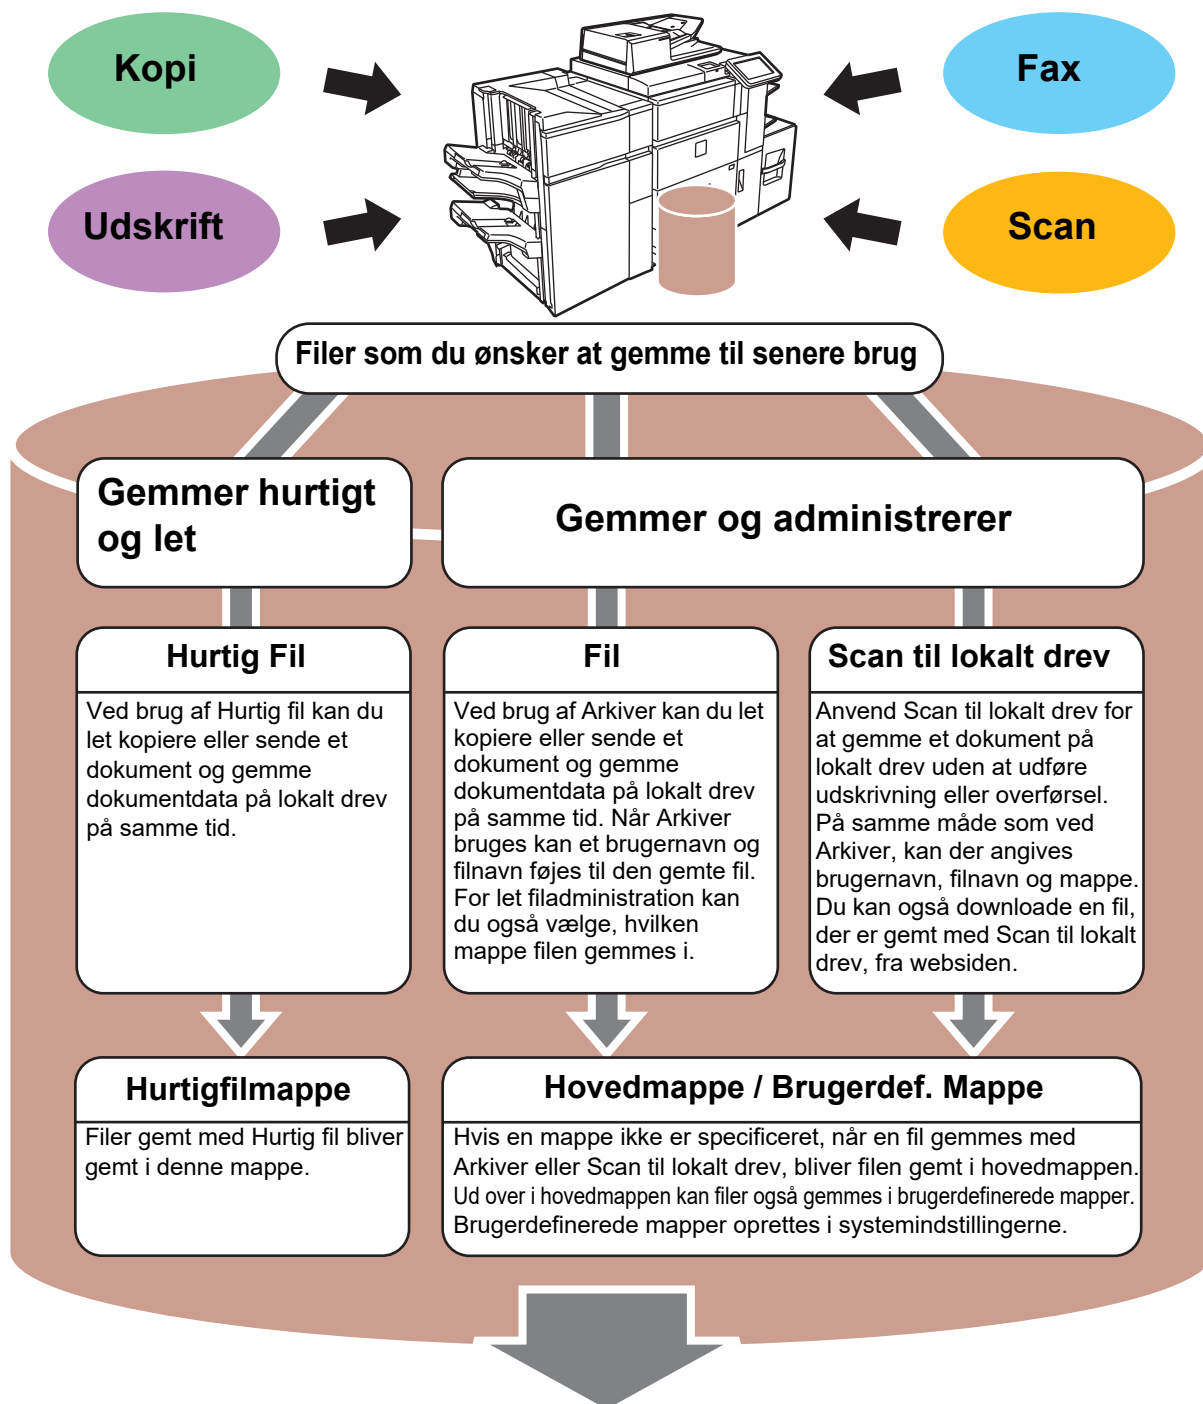 Kopi
Fax
Udskrift
Scan
Filer som du ønsker at gemme til senere brug
Gemmer hurtigt
og let
Gemmer og administrerer
Hurtig Fil
Ved brug af Hurtig fil kan du
let kopiere eller sende et
dokument og gemme
dokumentdata på lokalt drev
på samme tid.
Fil
Ved brug af Arkiver kan du let
kopiere eller sende et
dokument og gemme
dokumentdata på lokalt drev
på samme tid. Når Arkiver
bruges kan et brugernavn og
filnavn føjes til den gemte fil.
For let filadministration kan
du også vælge, hvilken
mappe filen gemmes i.
Scan til lokalt drev
Anvend Scan til lokalt drev for
at gemme et dokument på
lokalt drev uden at udføre
udskrivning eller overførsel.
På samme måde som ved
Arkiver, kan der angives
brugernavn, filnavn og mappe.
Du kan også downloade en fil,
der er gemt med Scan til lokalt
drev, fra websiden.
Hurtigfilmappe
Filer gemt med Hurtig fil bliver
gemt i denne mappe.
Hovedmappe / Brugerdef. Mappe
Hvis en mappe ikke er specificeret, når en fil gemmes med
Arkiver eller Scan til lokalt drev, bliver filen gemt i hovedmappen.
Ud over i hovedmappen kan filer også gemmes i brugerdefinerede mapper.
Brugerdefinerede mapper oprettes i systemindstillingerne.